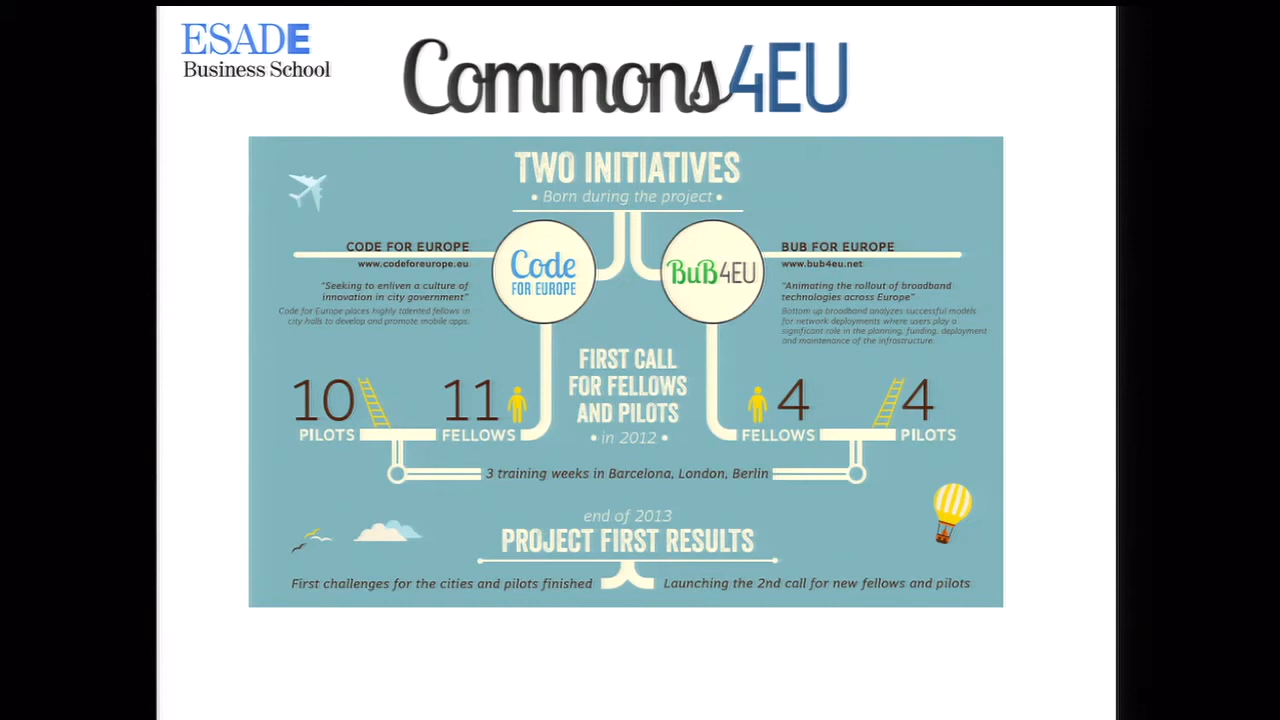 ESADE
Business School
Commons4EU
TWO INITIATIVES
• Born during the project •
CODE FOR EUROPE
www.codeforeurope.eu
"Seeking to enliven a culture of
innovation in city government"
Code for Europe places highly talented fellows in
city halls to develop and promote mobile apps.
Code
FOR EUROPE
BuB4EU
BUB FOR EUROPE
www.bub4eu.net
"Animating the rollout of broadband
technologies across Europe"
Bottom up broadband analyzes successful models
for network deployments where users play a
significant role in the planning, funding, deployment
and maintenance of the infrastructure.
FIRST CALL
FOR FELLOWS
AND PILOTS
• in 2012 •
10 11 4 4
PILOTS FELLOWS FELLOWS PILOTS
3 training weeks in Barcelona, London, Berlin
end of 2013
PROJECT FIRST RESULTS
First challenges for the cities and pilots finished
Launching the 2nd call for new fellows and pilots